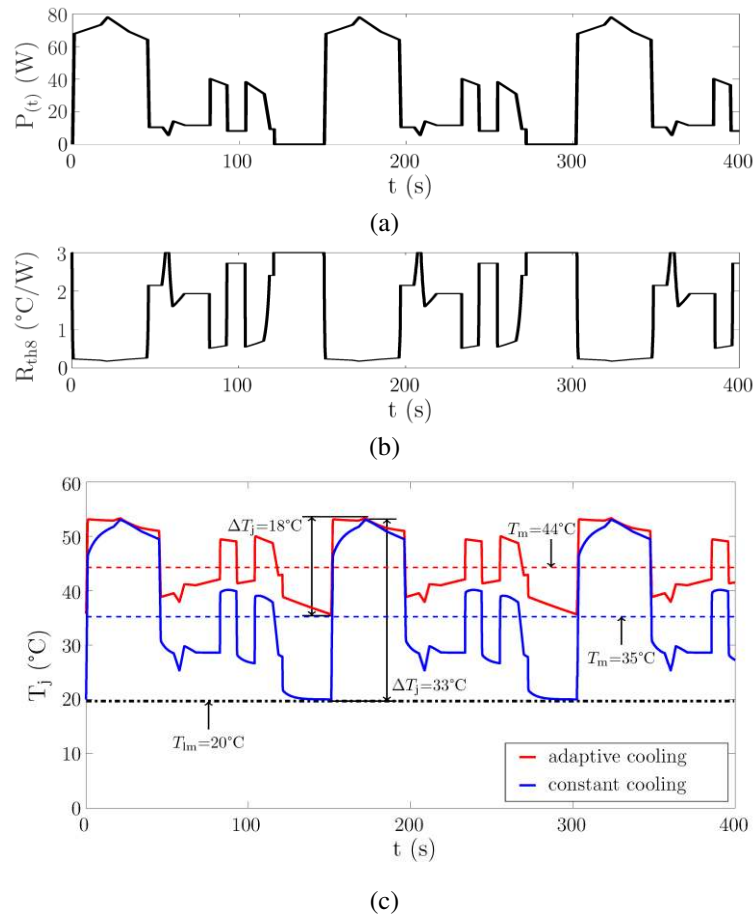 80
60
40
20
0
P(t) (W)
0 100 200 300 400
t (s)
(a)
3
2
1
0
Rth8 (°C/W)
0 100 200 300 400
t (s)
(b)
60
50
40
30
20
10
0
Tj (°C)
ΔTj=18°C
Tm=44°C
Tm=35°C
ΔTj=33°C
Tlm=20°C
adaptive cooling
constant cooling
0 100 200 300 400
t (s)
(c)